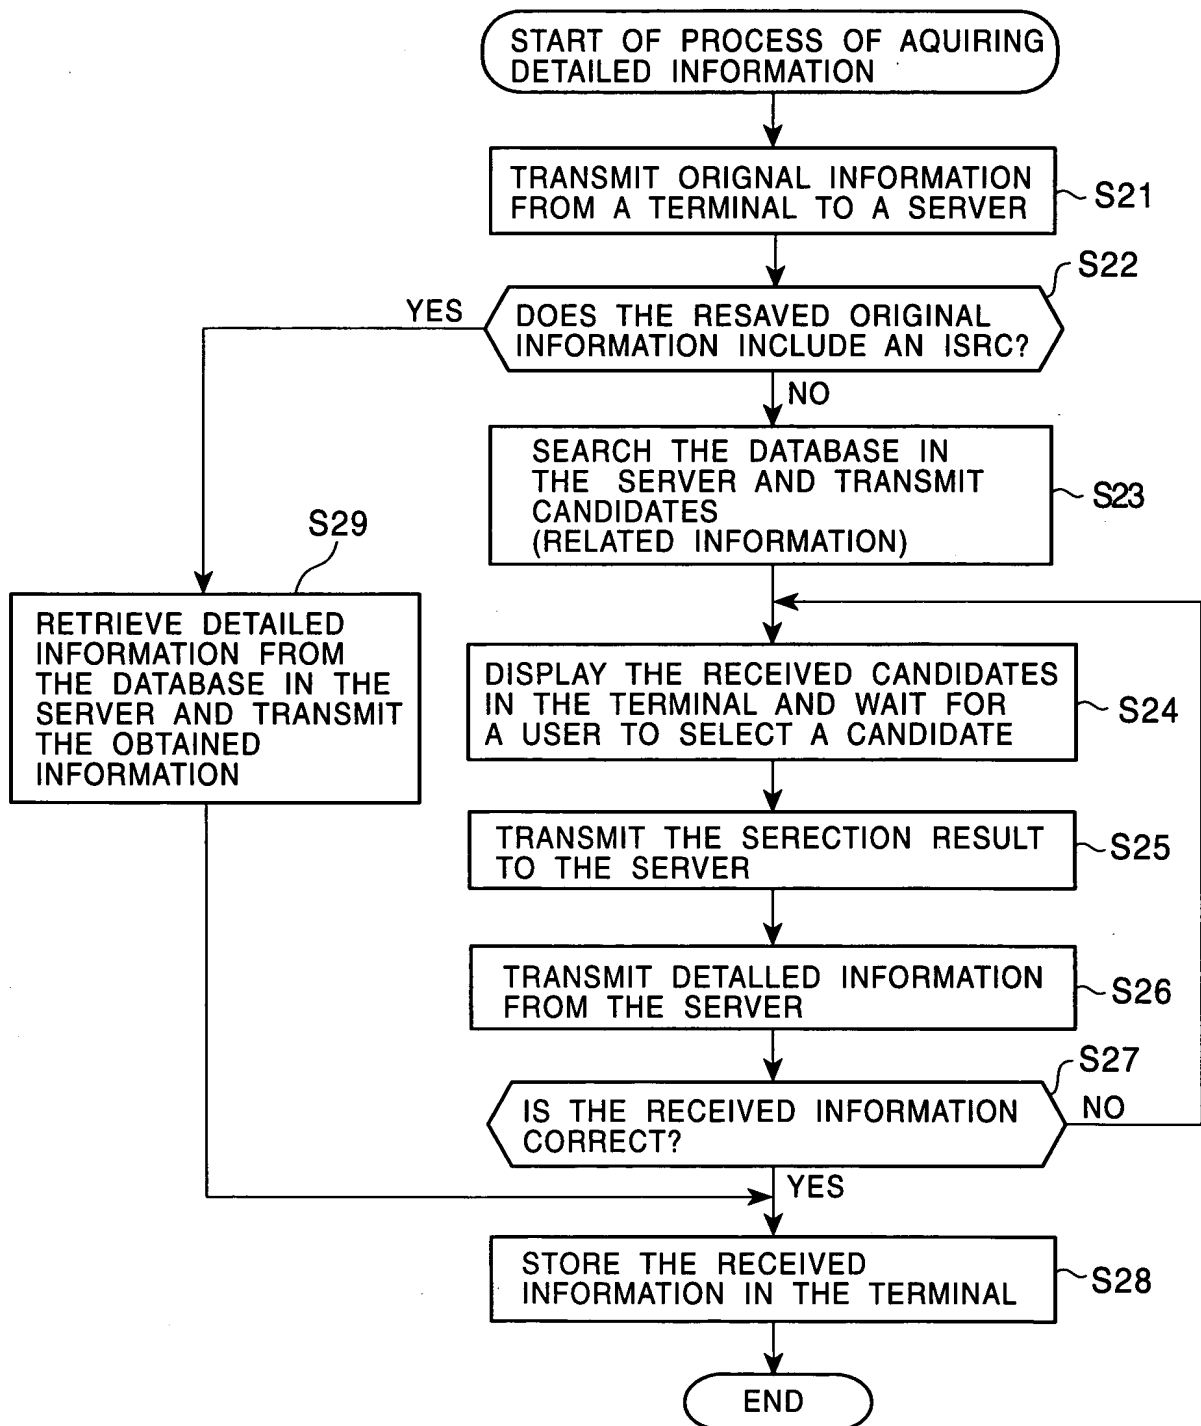 START OF PROCESS OF AQUIRING
DETAILED INFORMATION
TRANSMIT ORIGNAL INFORMATION
FROM A TERMINAL TO A SERVER
S21
S22
YES
DOES THE RESAVED ORIGINAL
INFORMATION INCLUDE AN ISRC?
NO
SEARCH THE DATABASE IN
THE SERVER AND TRANSMIT
CANDIDATES
(RELATED INFORMATION)
S23
S29
RETRIEVE DETAILED
INFORMATION FROM
THE DATABASE IN THE
SERVER AND TRANSMIT
THE OBTAINED
INFORMATION
DISPLAY THE RECEIVED CANDIDATES
IN THE TERMINAL AND WAIT FOR
A USER TO SELECT A CANDIDATE
S24
TRANSMIT THE SERECTION RESULT
TO THE SERVER
S25
TRANSMIT DETALLED INFORMATION
FROM THE SERVER
S26
S27
IS THE RECEIVED INFORMATION
CORRECT?
NO
YES
STORE THE RECEIVED
INFORMATION IN THE TERMINAL
S28
END